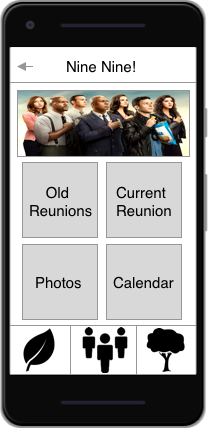 Nine Nine!
Old
Reunions
Current
Reunion
Photos
Calendar